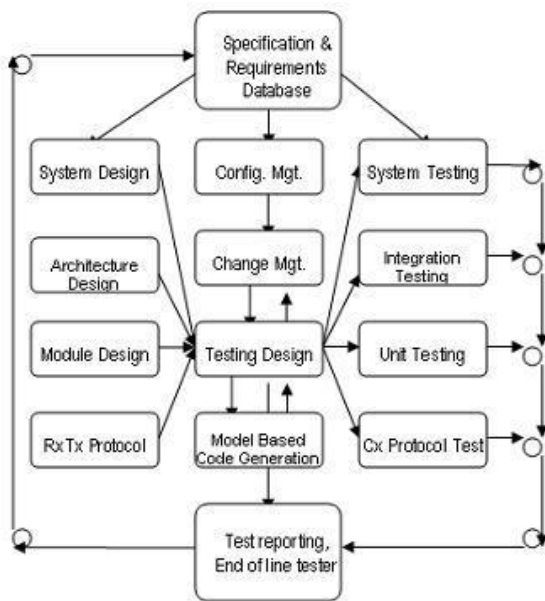 Specification &
Requirements
Database
System Design
Config. Mgt.
System Testing
Architecture
Design
Change Mgt.
Integration
Testing
Module Design
Testing Design
Unit Testing
RxTx Protocol
Model Based
Code Generation
Cx Protocol Test
Test reporting,
End of line tester